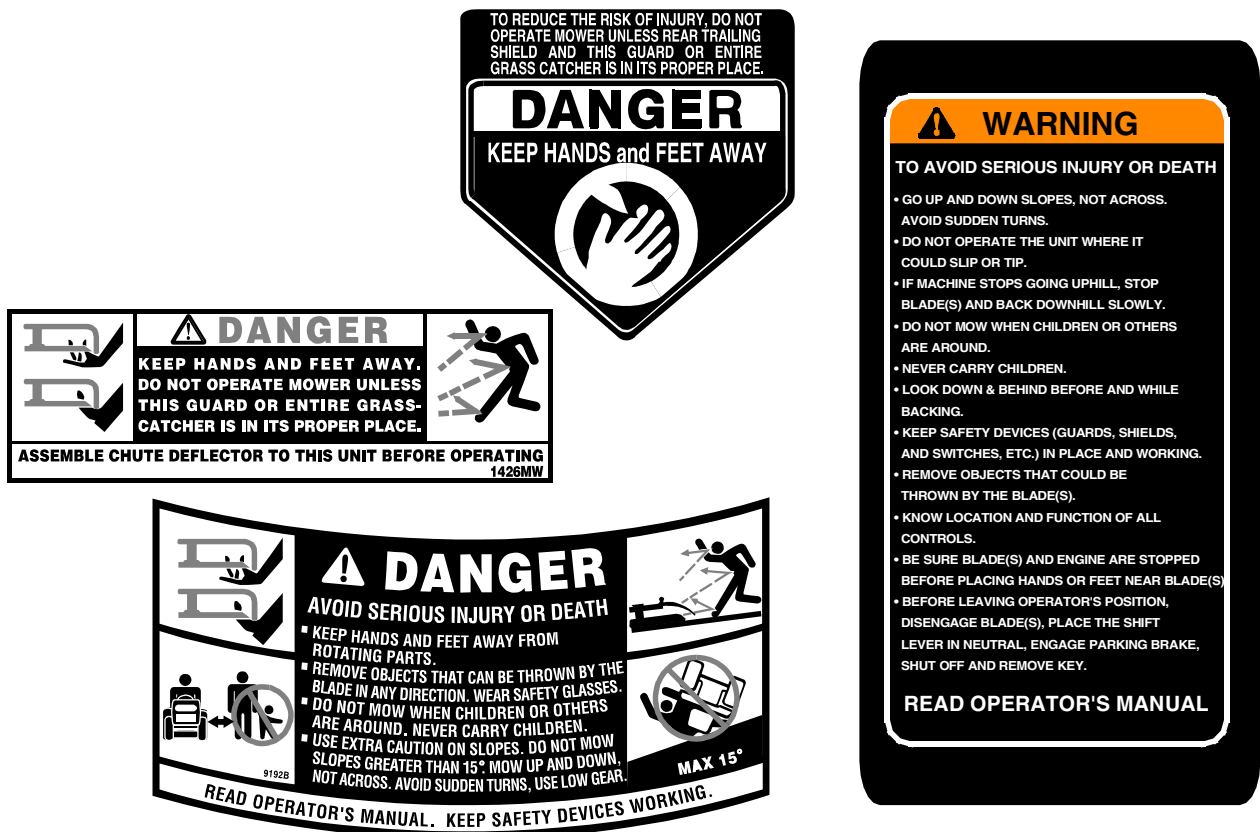 TO REDUCE THE RISK OF INJURY, DO NOT
OPERATE MOWER UNLESS REAR TRAILING
SHIELD AND THIS GUARD OR ENTIRE
GRASS CATCHER IS IN ITS PROPER PLACE.
DANGER
KEEP HANDS and FEET AWAY
DANGER
KEEP HANDS AND FEET AWAY.
DO NOT OPERATE MOWER UNLESS
THIS GUARD OR ENTIRE GRASS-
CATCHER IS IN ITS PROPER PLACE.
ASSEMBLE CHUTE DEFLECTOR TO THIS UNIT BEFORE OPERATING
1426MW
DANGER
AVOID SERIOUS INJURY OR DEATH
▪ KEEP HANDS AND FEET AWAY FROM
ROTATING PARTS.
▪ REMOVE OBJECTS THAT CAN BE THROWN BY THE
BLADE IN ANY DIRECTION. WEAR SAFETY GLASSES.
▪ DO NOT MOW WHEN CHILDREN OR OTHERS
ARE AROUND. NEVER CARRY CHILDREN.
▪ USE EXTRA CAUTION ON SLOPES. DO NOT MOW
SLOPES GREATER THAN 15°. MOW UP AND DOWN,
NOT ACROSS. AVOID SUDDEN TURNS, USE LOW GEAR.
9192B
MAX 15°
READ OPERATOR'S MANUAL. KEEP SAFETY DEVICES WORKING.
WARNING
TO AVOID SERIOUS INJURY OR DEATH
• GO UP AND DOWN SLOPES, NOT ACROSS.
AVOID SUDDEN TURNS.
• DO NOT OPERATE THE UNIT WHERE IT
COULD SLIP OR TIP.
• IF MACHINE STOPS GOING UPHILL, STOP
BLADE(S) AND BACK DOWNHILL SLOWLY.
• DO NOT MOW WHEN CHILDREN OR OTHERS
ARE AROUND.
• NEVER CARRY CHILDREN.
• LOOK DOWN & BEHIND BEFORE AND WHILE
BACKING.
• KEEP SAFETY DEVICES (GUARDS, SHIELDS,
AND SWITCHES, ETC.) IN PLACE AND WORKING.
• REMOVE OBJECTS THAT COULD BE
THROWN BY THE BLADE(S).
• KNOW LOCATION AND FUNCTION OF ALL
CONTROLS.
• BE SURE BLADE(S) AND ENGINE ARE STOPPED
BEFORE PLACING HANDS OR FEET NEAR BLADE(S)
• BEFORE LEAVING OPERATOR'S POSITION,
DISENGAGE BLADE(S), PLACE THE SHIFT
LEVER IN NEUTRAL, ENGAGE PARKING BRAKE,
SHUT OFF AND REMOVE KEY.
READ OPERATOR'S MANUAL